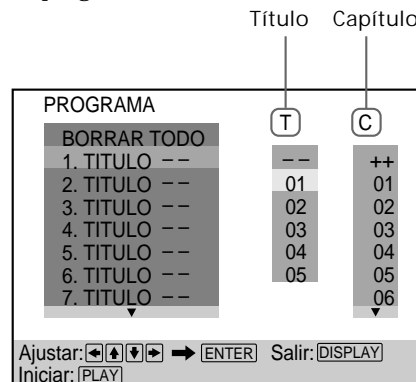 Título Capítulo
PROGRAMA
T C
BORRAR TODO
1. TITULO – – – – ++
2. TITULO – – 01 01
3. TITULO – – 02 02
4. TITULO – – 03 03
5. TITULO – – 04 04
6. TITULO – – 05 05
7. TITULO – – 06
Ajustar: ENTER Salir: DISPLAY
Iniciar: PLAY